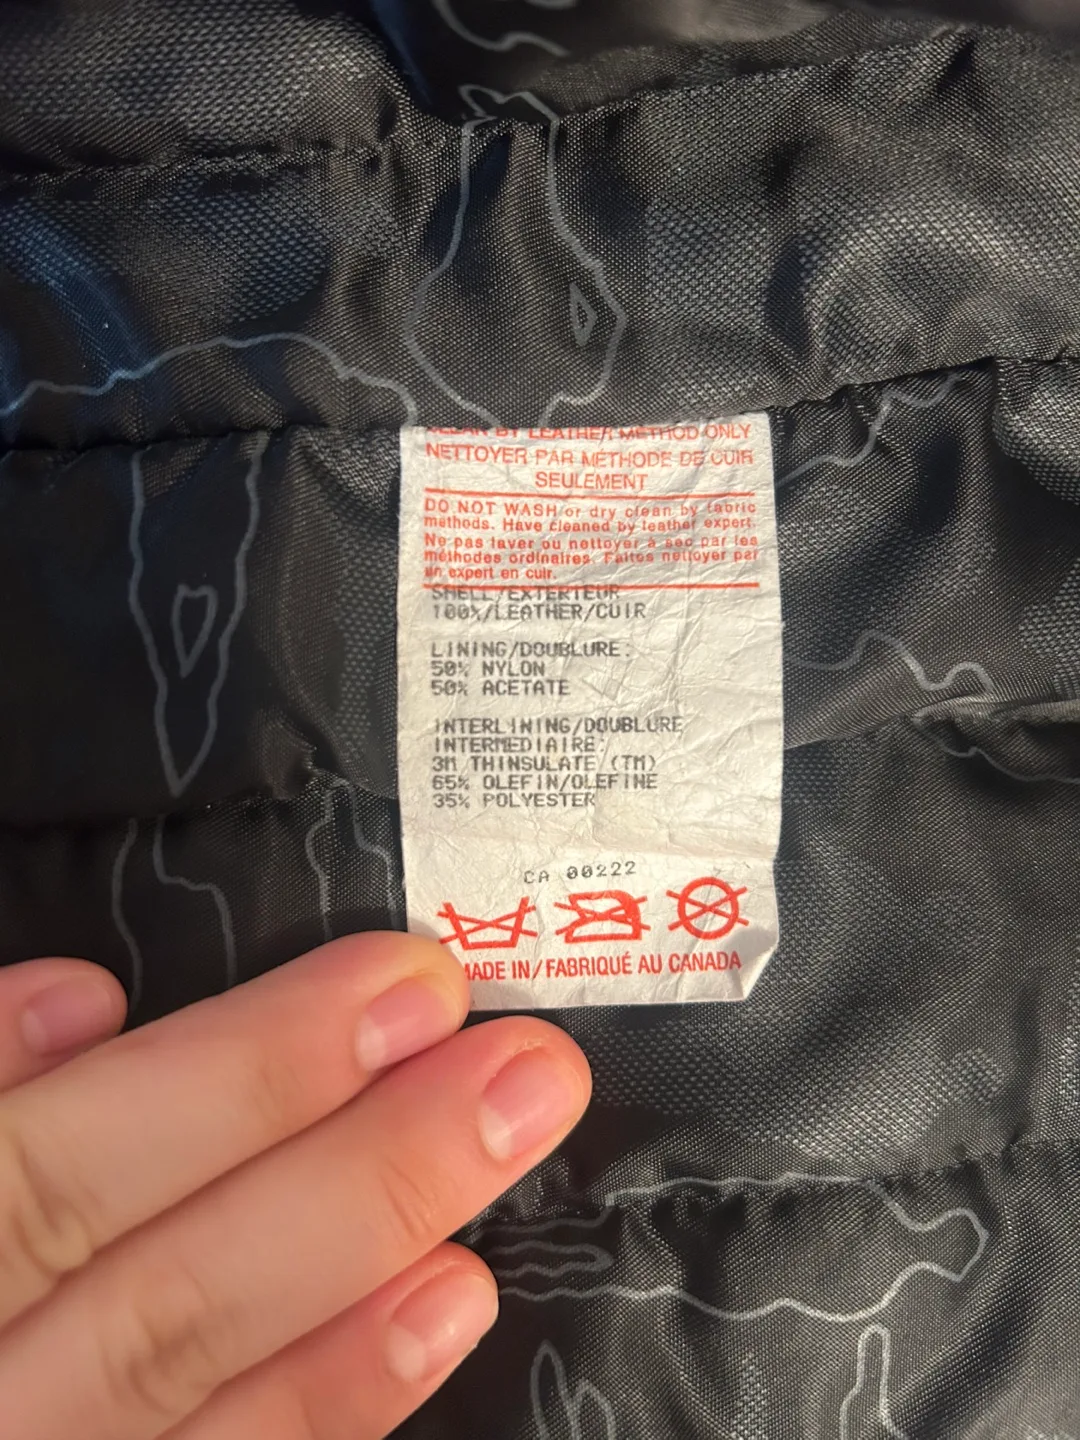 CLEAN BY LEATHER METHOD ONLY
NETTOYER PAR MÉTHODE DE CUIR
SEULEMENT
DO NOT WASH or dry clean by fabric
methods. Have cleaned by leather expert.
Ne pas laver ou nettoyer à sec par les
méthodes ordinaires. Faites nettoyer par
un expert en cuir.
SHELL/EXTERIEUR
100%/LEATHER/CUIR
LINING/DOUBLURE:
50% NYLON
50% ACETATE
INTERLINING/DOUBLURE
INTERMEDIAIRE:
3M THINSULATE (TM)
65% OLEFIN/OLEFINE
35% POLYESTER
CA 00222
MADE IN/FABRIQUÉ AU CANADA